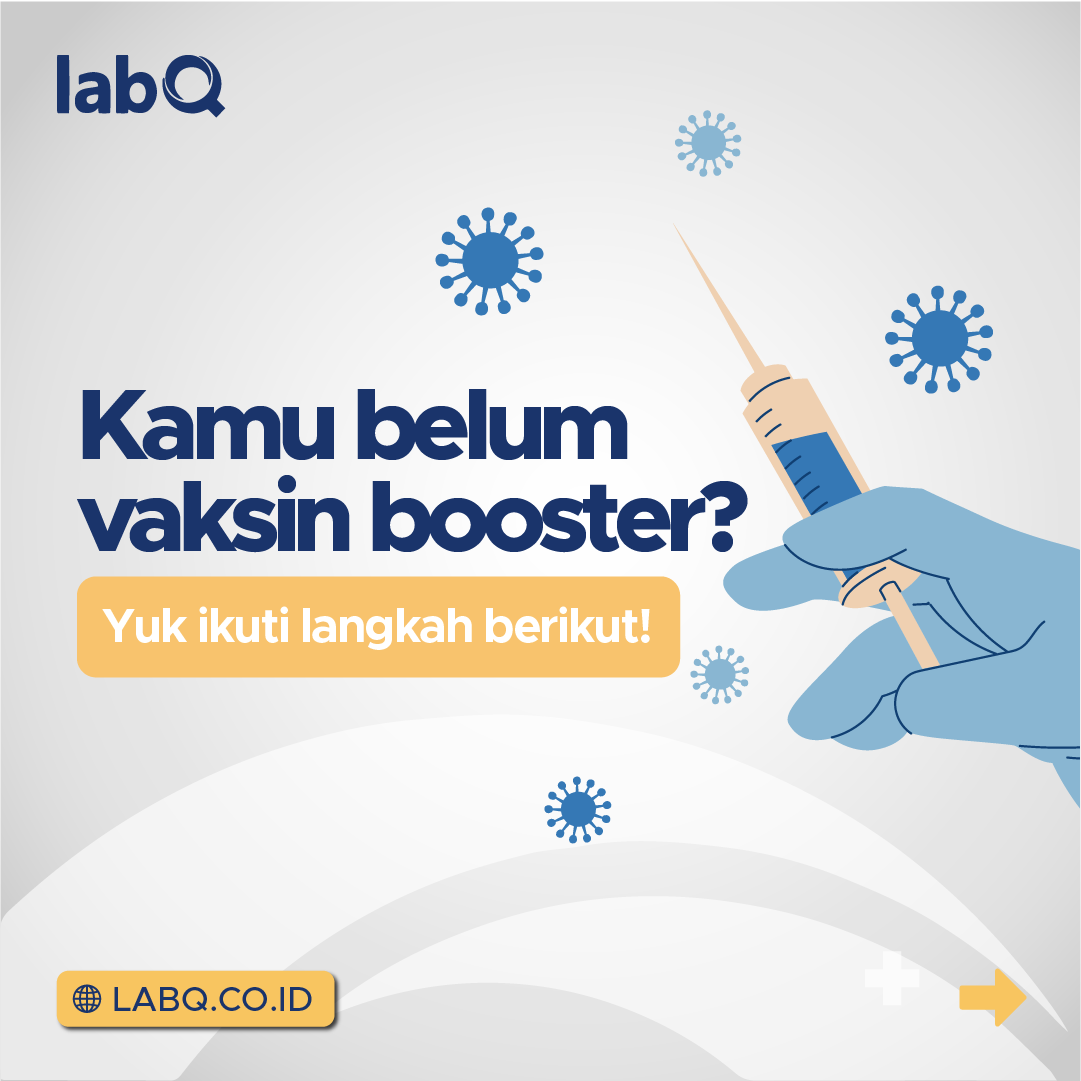 labQ
Kamu belum
vaksin booster?
Yuk ikuti langkah berikut!
LABQ.CO.ID